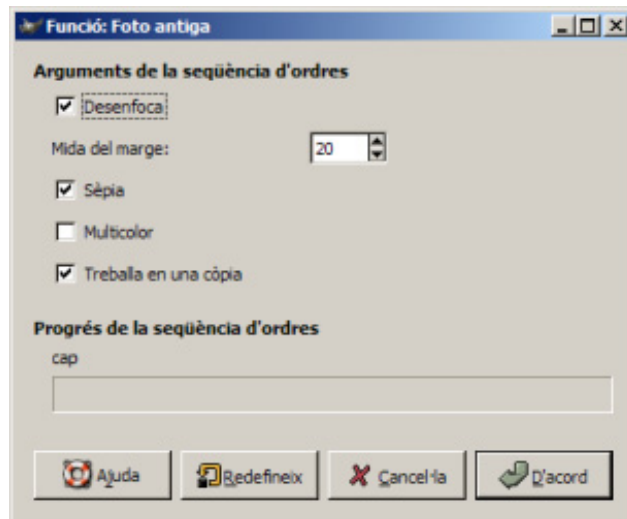 Funció: Foto antiga
Arguments de la seqüència d'ordres
Desenfoca
Mida del marge: 20
Sèpia
Multicolor
Treballa en una còpia
Progrés de la seqüència d'ordres
cap
Ajuda Redefineix Cancel·la D'acord